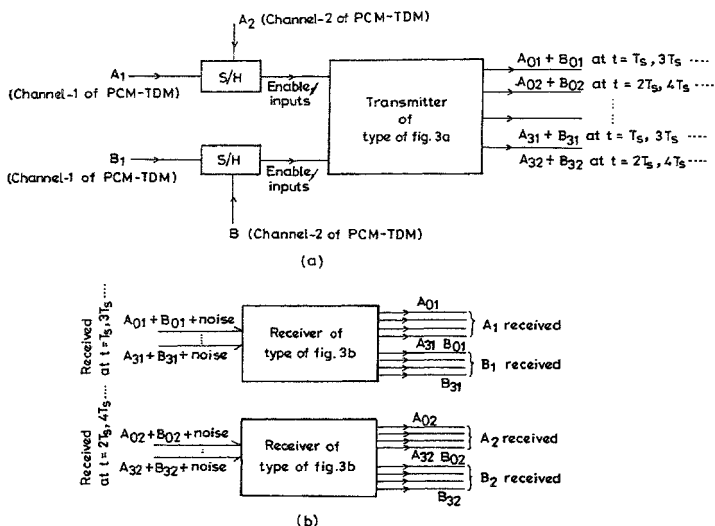 A2 (Channel-2 of PCM-TDM)
A1
(Channel-1 of PCM-TDM)
S/H
Enable/
inputs
Transmitter
of
type of fig. 3a
A01 + B01 at t = Ts, 3Ts ----
A02 + B02 at t = 2Ts, 4Ts ----
A31 + B31 at t = Ts, 3Ts ----
A32 + B32 at t = 2Ts, 4Ts ----
B1
(Channel-1 of PCM-TDM)
S/H
Enable/
inputs
B (Channel-2 of PCM-TDM)
(a)
Received
at t = Ts, 3Ts ----
A01 + B01 + noise
A31 + B31 + noise
Receiver of
type of fig. 3b
A01
A31 B01
B31
A1 received
B1 received
Received
at t = 2Ts, 4Ts ----
A02 + B02 + noise
A32 + B32 + noise
Receiver of
type of fig. 3b
A02
A32 B02
B32
A2 received
B2 received
(b)